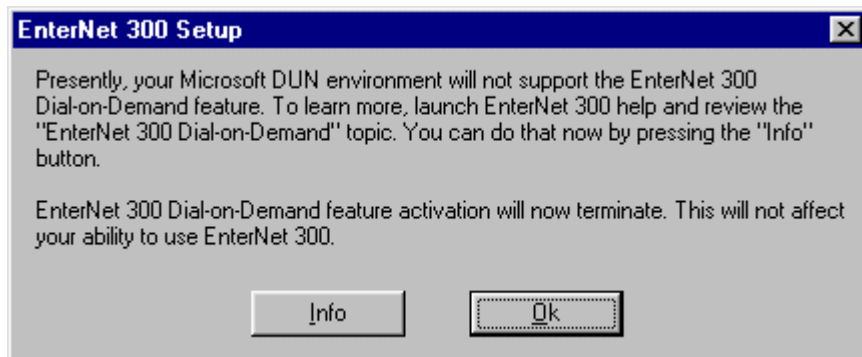 EnterNet 300 Setup
Presently, your Microsoft DUN environment will not support the EnterNet 300
Dial-on-Demand feature. To learn more, launch EnterNet 300 help and review the
"EnterNet 300 Dial-on-Demand" topic. You can do that now by pressing the "Info"
button.
EnterNet 300 Dial-on-Demand feature activation will now terminate. This will not affect
your ability to use EnterNet 300.
Info
Ok